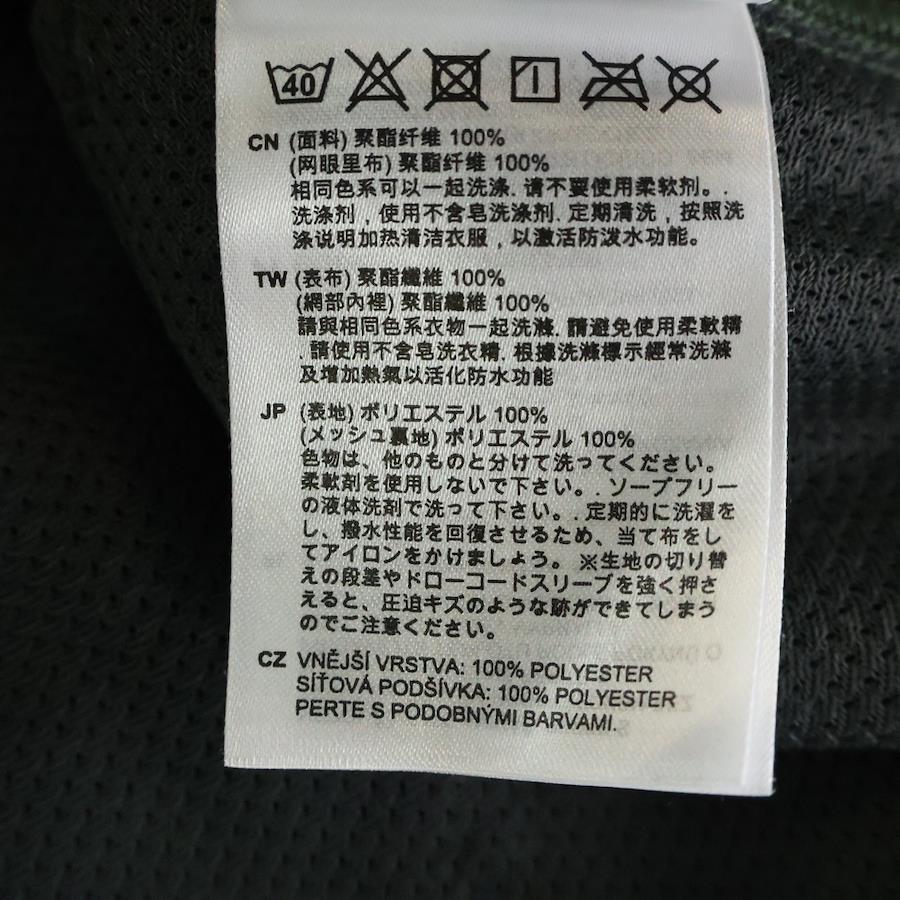 40
CN (面料) 聚酯纤维 100%
(网眼里布) 聚酯纤维 100%
相同色系可以一起洗涤. 请不要使用柔软剂。.
洗涤剂，使用不含皂洗涤剂. 定期清洗，按照洗
涤说明加热清洁衣服，以激活防泼水功能。
TW (表布) 聚酯纖維 100%
(網部內裡) 聚酯纖維 100%
請與相同色系衣物一起洗滌. 請避免使用柔軟精
.請使用不含皂洗衣精. 根據洗滌標示經常洗滌
及增加熱氣以活化防水功能
JP (表地) ポリエステル 100%
(メッシュ裏地) ポリエステル 100%
色物は、他のものと分けて洗ってください。
柔軟剤を使用しないで下さい。. ソープフリー
の液体洗剤で洗って下さい。. 定期的に洗濯を
し、撥水性能を回復させるため、当て布をし
てアイロンをかけましょう。 ※生地の切り替
えの段差やドローコードスリーブを強く押さ
えると、圧迫キズのような跡ができてしまう
のでご注意ください。
CZ VNĚJŠÍ VRSTVA: 100% POLYESTER
SÍŤOVÁ PODŠÍVKA: 100% POLYESTER
PERTE S PODOBNÝMI BARVAMI.